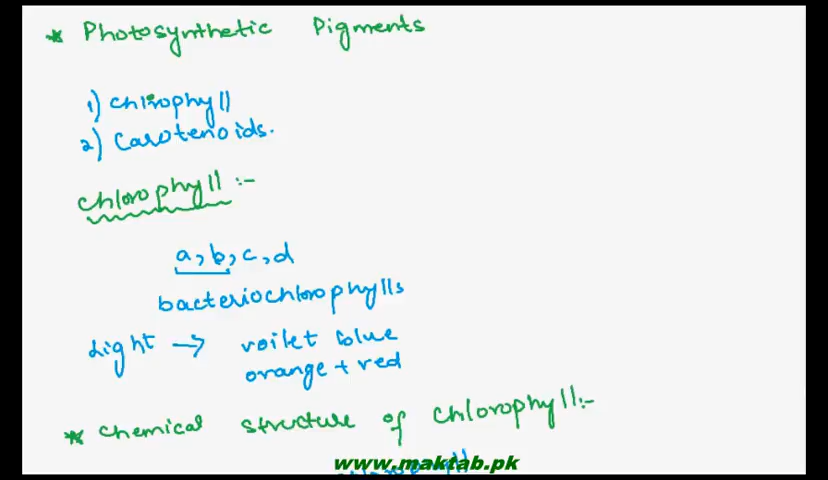 * Photosynthetic Pigments
1) Chlrophyll
2) Carotenoids.
Chlorophyll :-
a, b, c, d
bacteriochlorophylls
Light → voilet blue
orange + red
* Chemical structure of Chlorophyll:-
www.maktab.pk